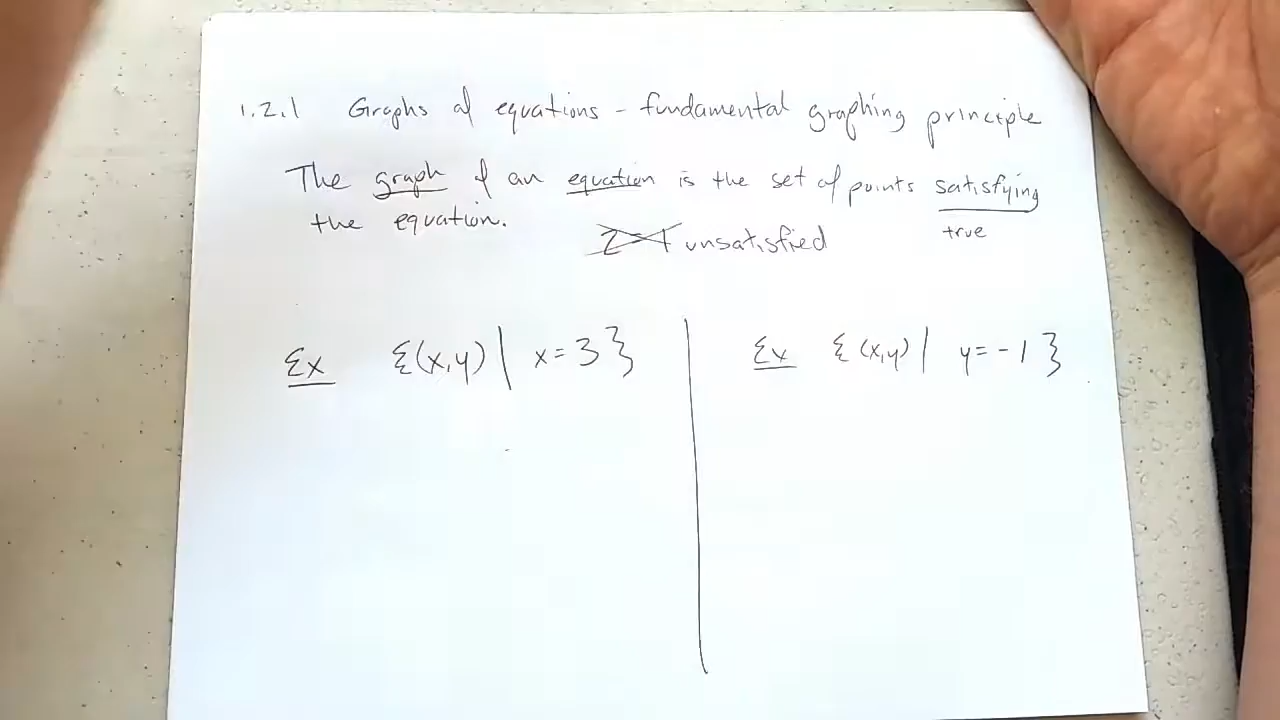 1.2.1 Graphs of equations - fundamental graphing principle
The graph of an equation is the set of points satisfying
the equation.
true
2=1 unsatisfied
Ex {(x,y) | x=3}
Ex {(x,y) | y=-1}